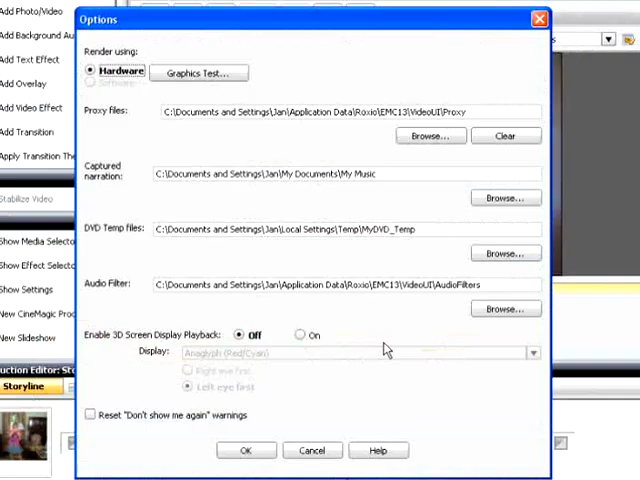 Add Photo/Video
Options
Add Background Au
Render using:
Add Text Effect
Hardware
Graphics Test...
Software
Add Overlay
Add Video Effect
Proxy files:
C:\Documents and Settings\Jan\Application Data\Roxio\EMC13\VideoUI\Proxy
Add Transition
Browse...
Clear
Apply Transition The
Captured
narration:
C:\Documents and Settings\Jan\My Documents\My Music
Stabilize Video
Browse...
DVD Temp files:
C:\Documents and Settings\Jan\Local Settings\Temp\MyDVD_Temp
Show Media Selecto
Browse...
Show Effect Selecto
Audio Filter:
C:\Documents and Settings\Jan\Application Data\Roxio\EMC13\VideoUI\AudioFilters
Show Settings
Browse...
New CineMagic Proc
Enable 3D Screen Display Playback:
Off
On
New Slideshow
Display:
Anaglyph (Red/Cyan)
uction Editor: Sto
Right eye first
Storyline
Left eye first
Reset "Don't show me again" warnings
OK
Cancel
Help